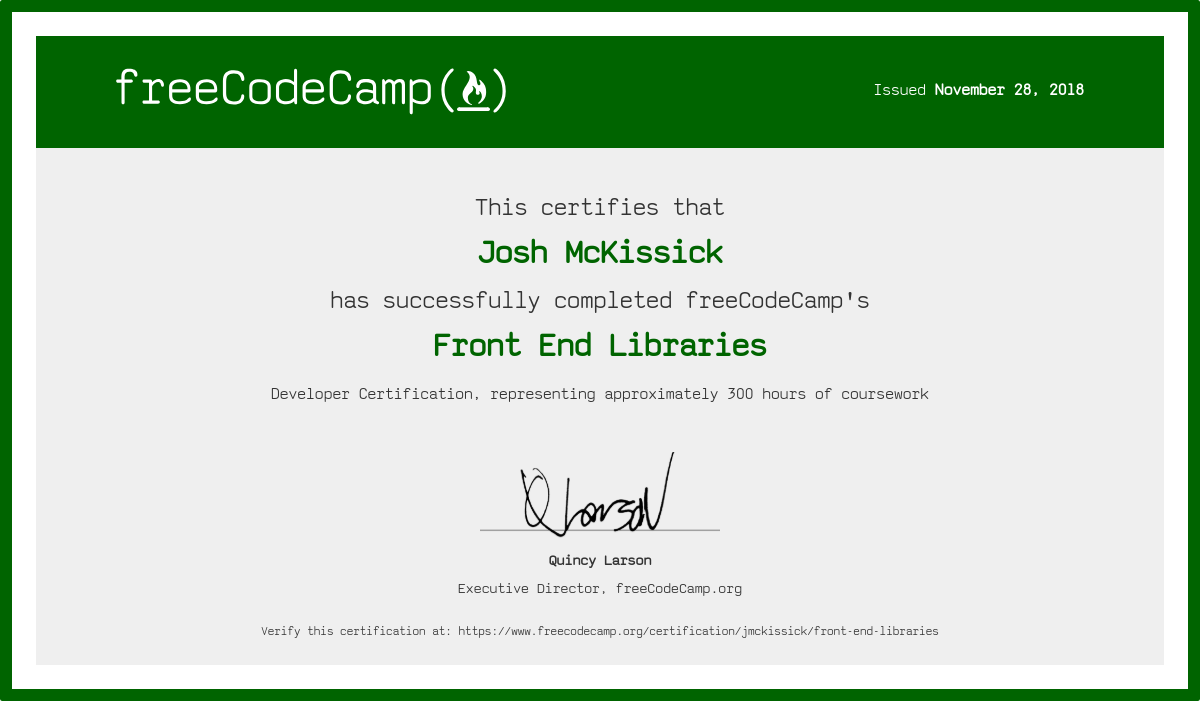 freeCodeCamp(🔥)
Issued November 28, 2018
This certifies that
Josh McKissick
has successfully completed freeCodeCamp's
Front End Libraries
Developer Certification, representing approximately 300 hours of coursework
Q Larson
Quincy Larson
Executive Director, freeCodeCamp.org
Verify this certification at: https://www.freecodecamp.org/certification/jmckissick/front-end-libraries